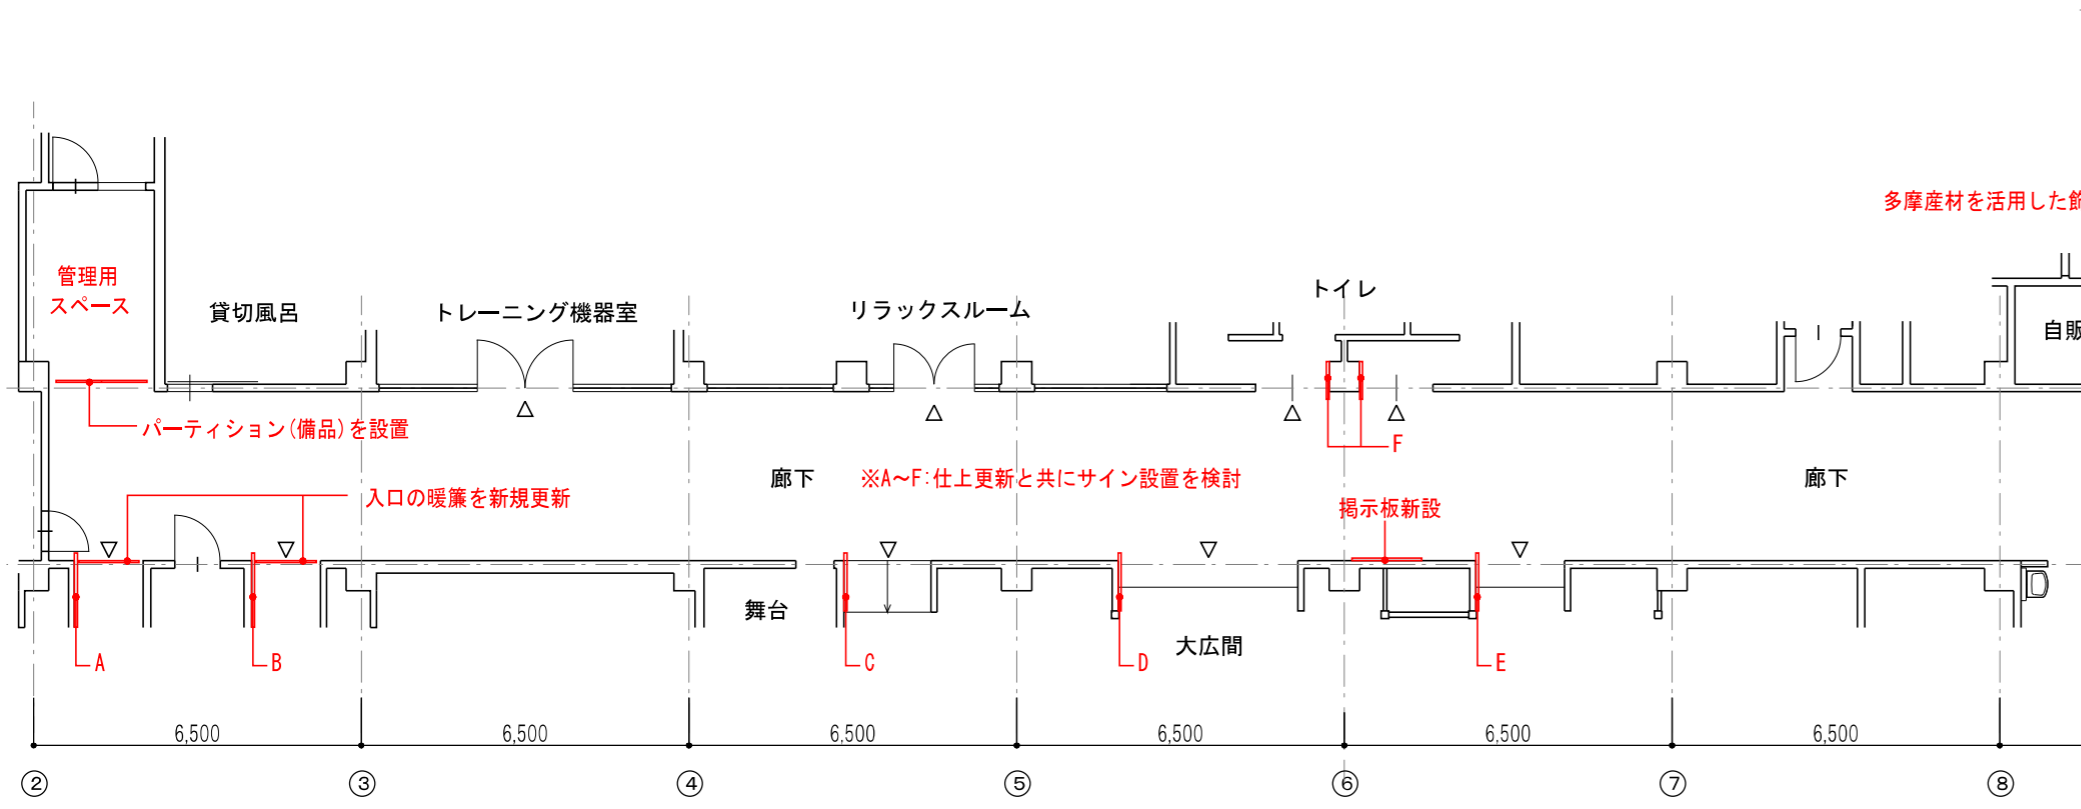 多摩産材を活用した飾
管理用
スペース
貸切風呂
トレーニング機器室
リラックスルーム
トイレ
自販
パーティション(備品)を設置
F
廊下
※A〜F:仕上更新と共にサイン設置を検討
廊下
入口の暖簾を新規更新
掲示板新設
舞台
大広間
A
B
C
D
E
6,500
6,500
6,500
6,500
6,500
6,500
②
③
④
⑤
⑥
⑦
⑧